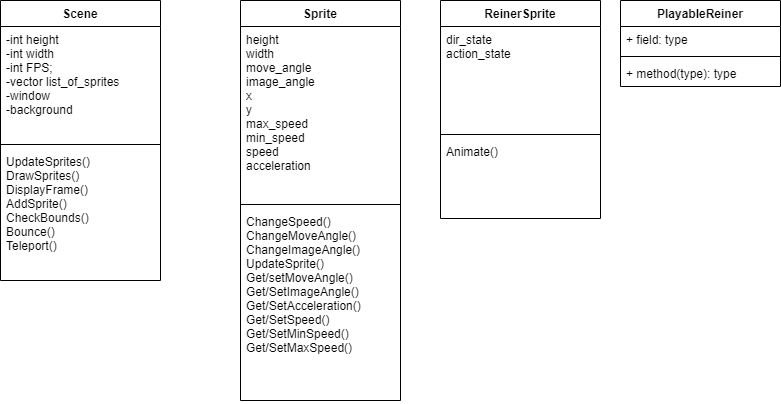 Scene
-int height
-int width
-int FPS;
-vector list_of_sprites
-window
-background
UpdateSprites()
DrawSprites()
DisplayFrame()
AddSprite()
CheckBounds()
Bounce()
Teleport()
Sprite
height
width
move_angle
image_angle
x
y
max_speed
min_speed
speed
acceleration
ChangeSpeed()
ChangeMoveAngle()
ChangeImageAngle()
UpdateSprite()
Get/setMoveAngle()
Get/SetImageAngle()
Get/SetAcceleration()
Get/SetSpeed()
Get/SetMinSpeed()
Get/SetMaxSpeed()
ReinerSprite
dir_state
action_state
Animate()
PlayableReiner
+ field: type
+ method(type): type